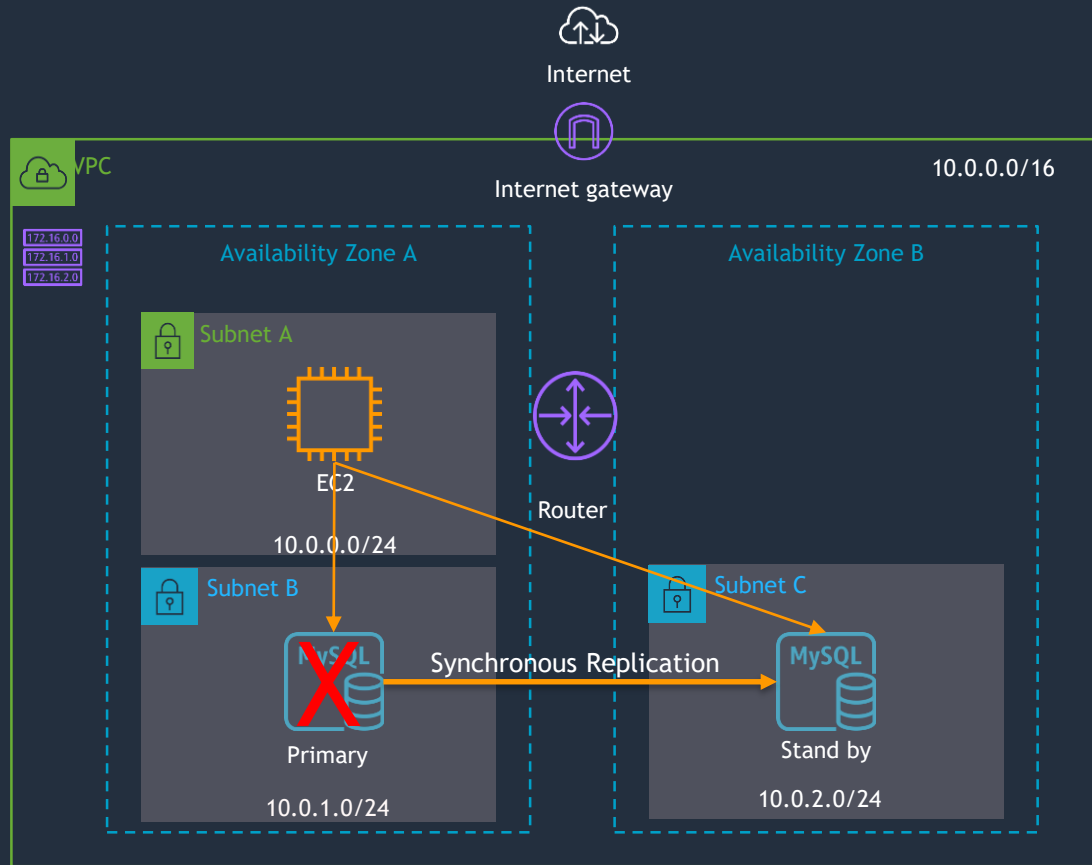 Internet
VPC
10.0.0.0/16
Internet gateway
172.16.0.0
172.16.1.0
172.16.2.0
Availability Zone A
Availability Zone B
Subnet A
EC2
Router
10.0.0.0/24
Subnet B
Subnet C
MySQL
X
Synchronous Replication
MySQL
Primary
Stand by
10.0.1.0/24
10.0.2.0/24